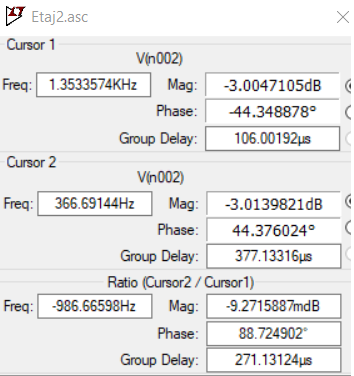 Etaj2.asc
Cursor 1
V(n002)
Freq: 1.3533574KHz Mag: -3.0047105dB
Phase: -44.348878°
Group Delay: 106.00192µs
Cursor 2
V(n002)
Freq: 366.69144Hz Mag: -3.0139821dB
Phase: 44.376024°
Group Delay: 377.13316µs
Ratio (Cursor2 / Cursor1)
Freq: -986.66598Hz Mag: -9.2715887mdB
Phase: 88.724902°
Group Delay: 271.13124µs